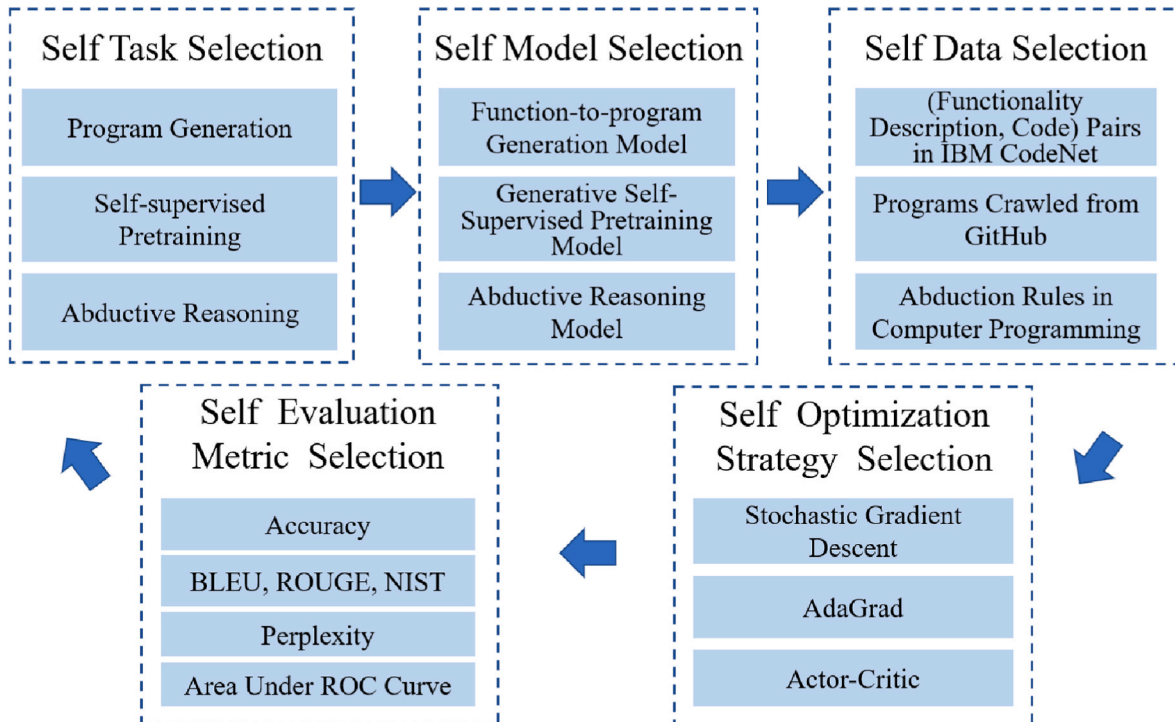 Self Task Selection
Program Generation
Self-supervised
Pretraining
Abductive Reasoning
Self Model Selection
Function-to-program
Generation Model
Generative Self-
Supervised Pretraining
Model
Abductive Reasoning
Model
Self Data Selection
(Functionality
Description, Code) Pairs
in IBM CodeNet
Programs Crawled from
GitHub
Abduction Rules in
Computer Programming
Self Evaluation
Metric Selection
Accuracy
BLEU, ROUGE, NIST
Perplexity
Area Under ROC Curve
Self Optimization
Strategy Selection
Stochastic Gradient
Descent
AdaGrad
Actor-Critic